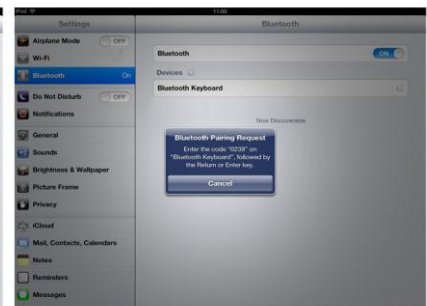 iPad
11:05
Settings
Bluetooth
Airplane Mode OFF
Wi-Fi
Bluetooth On
Do Not Disturb OFF
Notifications
General
Sounds
Brightness & Wallpaper
Picture Frame
Privacy
iCloud
Mail, Contacts, Calendars
Notes
Reminders
Messages
Bluetooth ON
Devices
Bluetooth Keyboard
Now Discoverable
Bluetooth Pairing Request
Enter the code "0239" on
"Bluetooth Keyboard", followed by
the Return or Enter key.
Cancel